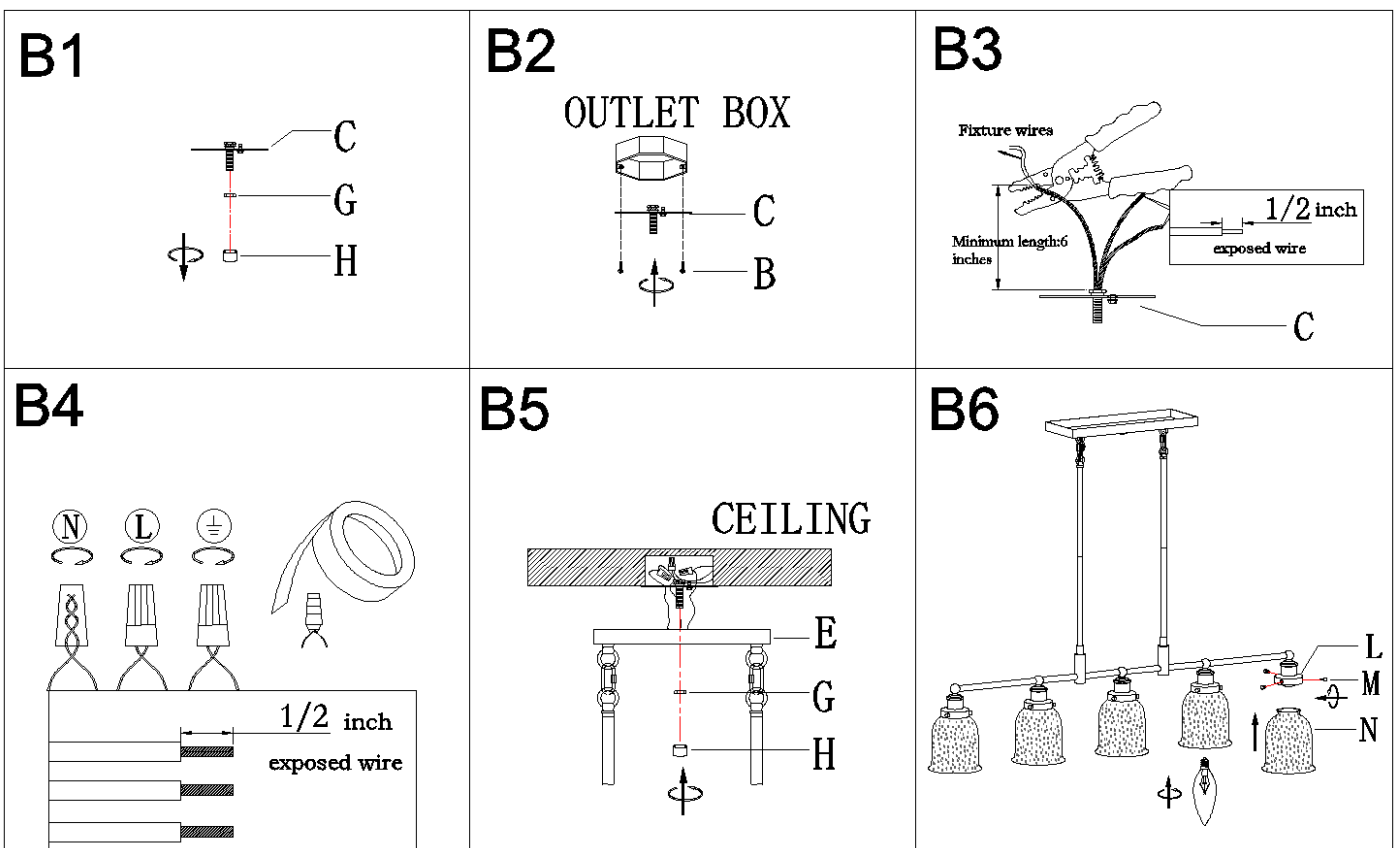 B1
C
G
H
B2
OUTLET BOX
C
B
B3
Fixture wires
Minimum length:6
inches
1/2 inch
exposed wire
C
B4
N L
1/2 inch
exposed wire
B5
CEILING
E
G
H
B6
L
M
N